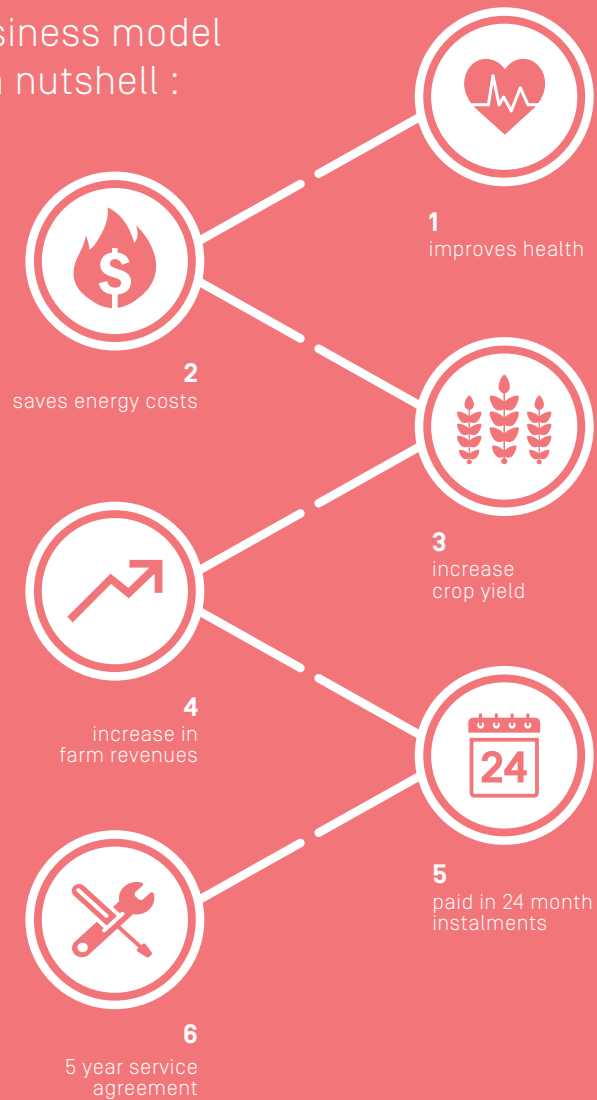 siness model
nutshell :
1
improves health
$
2
saves energy costs
3
increase
crop yield
4
increase in
farm revenues
24
5
paid in 24 month
instalments
6
5 year service
agreement